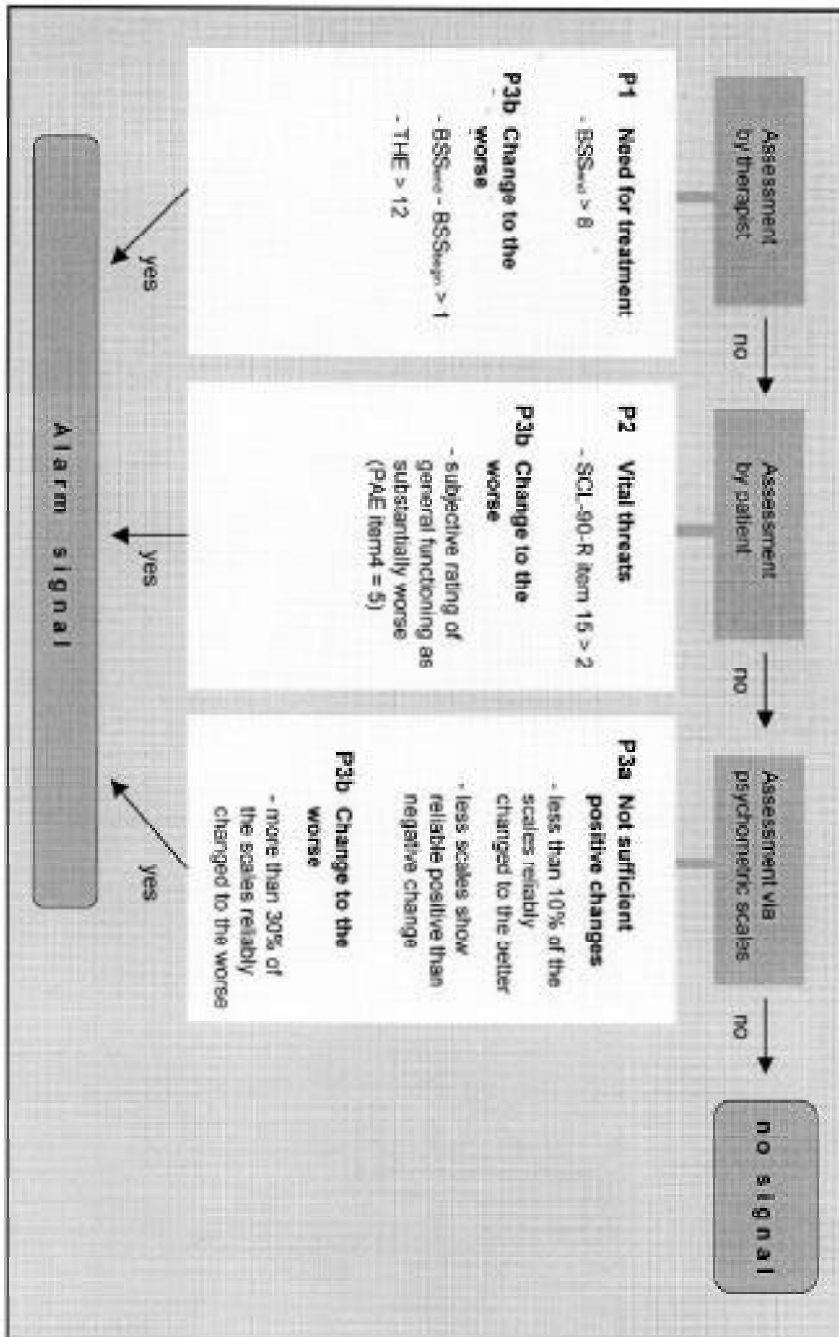 Assessment
by therapist
no
Assessment
by patient
no
Assessment via
psychometric scales
no
no signal
P1 Need for treatment
- BSSend > 8
P3b Change to the
worse
- BSSend - BSSbegin > 1
- THE > 12
yes
P2 Vital threats
- SCL-90-R item 15 > 2
P3b Change to the
worse
- subjective rating of
general functioning as
substantially worse
(PAE item4 = 5)
yes
P3a Not sufficient
positive changes
- less than 10% of the
scales reliably
changed to the better
- less scales show
reliable positive than
negative change
P3b Change to the
worse
- more than 30% of
the scales reliably
changed to the worse
yes
Alarm signal